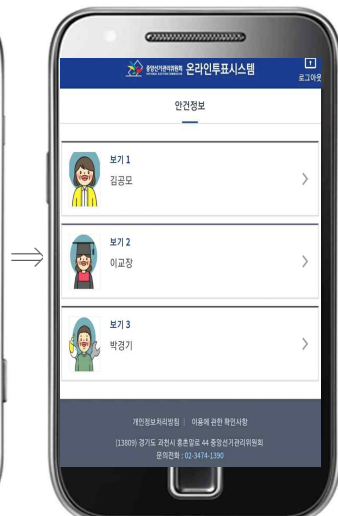 중앙선거관리위원회 온라인투표시스템
로그아웃
안건정보
보기 1
김공모
보기 2
이교장
보기 3
박경기
개인정보처리방침 | 이용에 관한 확인사항
(13809) 경기도 과천시 홍촌말로 44 중앙선거관리위원회
문의전화 : 02-3474-1390